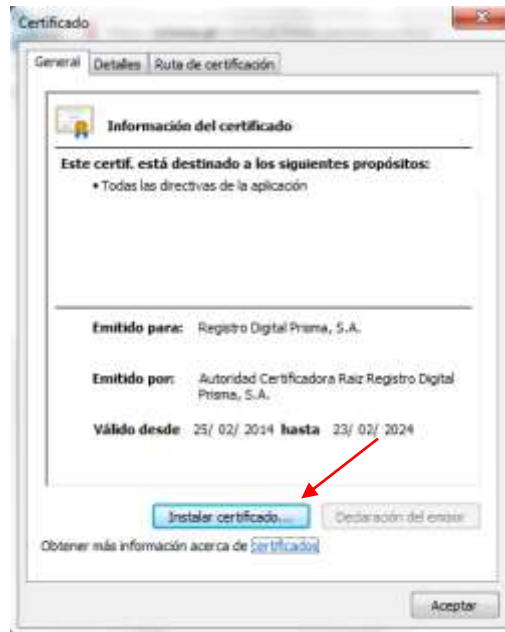 Certificado
General Detalles Ruta de certificación
Información del certificado
Este certif. está destinado a los siguientes propósitos:
• Todas las directivas de la aplicación
Emitido para: Registro Digital Prisma, S.A.
Emitido por: Autoridad Certificadora Raiz Registro Digital
Prisma, S.A.
Válido desde 25/ 02/ 2014 hasta 23/ 02/ 2024
Instalar certificado... Declaración del emisor
Obtener más información acerca de certificados
Aceptar